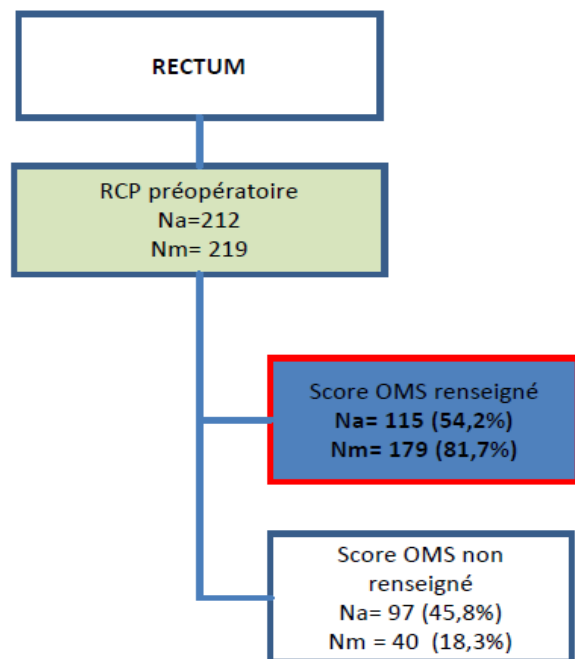 RECTUM
RCP préopératoire
Na=212
Nm= 219
Score OMS renseigné
Na= 115 (54,2%)
Nm= 179 (81,7%)
Score OMS non
renseigné
Na= 97 (45,8%)
Nm = 40 (18,3%)